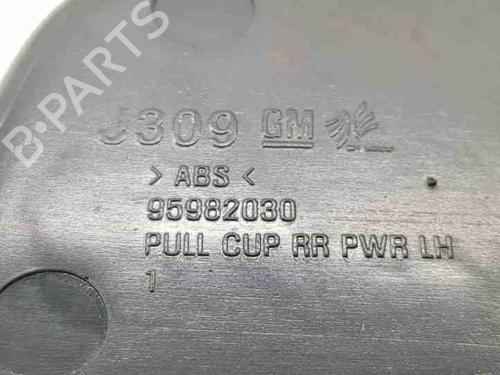 B-PARTS
J309 GM
> ABS <
95982030
PULL CUP RR PWR LH
1